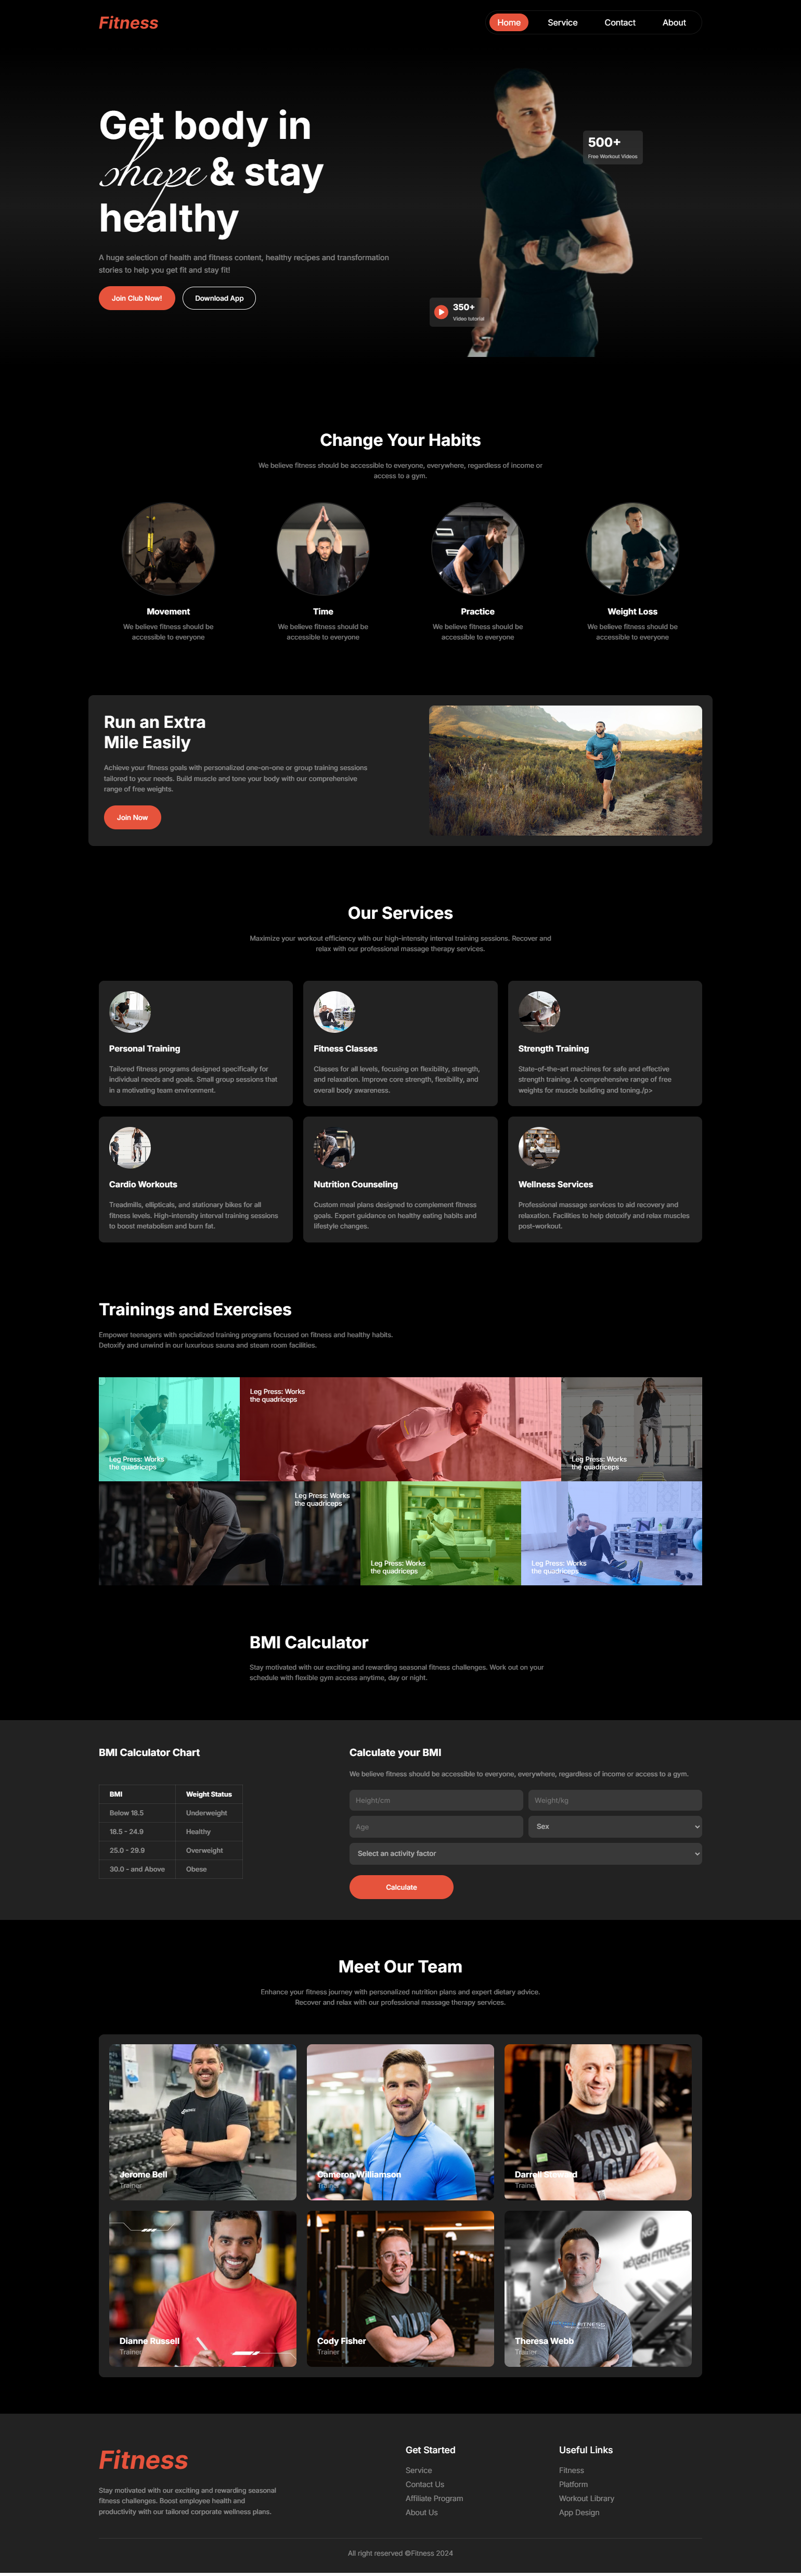 Fitness
Home Service Contact About
Get body in
shape & stay
healthy
A huge selection of health and fitness content, healthy recipes and transformation
stories to help you get fit and stay fit!
Join Club Now! Download App
500+
Free Workout Videos
350+
Video tutorial
Change Your Habits
We believe fitness should be accessible to everyone, everywhere, regardless of income or
access to a gym.
Movement
We believe fitness should be
accessible to everyone
Time
We believe fitness should be
accessible to everyone
Practice
We believe fitness should be
accessible to everyone
Weight Loss
We believe fitness should be
accessible to everyone
Run an Extra
Mile Easily
Achieve your fitness goals with personalized one-on-one or group training sessions
tailored to your needs. Build muscle and tone your body with our comprehensive
range of free weights.
Join Now
Our Services
Maximize your workout efficiency with our high-intensity interval training sessions. Recover and
relax with our professional massage therapy services.
Personal Training
Tailored fitness programs designed specifically for
individual needs and goals. Small group sessions that
in a motivating team environment.
Fitness Classes
Classes for all levels, focusing on flexibility, strength,
and relaxation. Improve core strength, flexibility, and
overall body awareness.
Strength Training
State-of-the-art machines for safe and effective
strength training. A comprehensive range of free
weights for muscle building and toning./p>
Cardio Workouts
Treadmills, ellipticals, and stationary bikes for all
fitness levels. High-intensity interval training sessions
to boost metabolism and burn fat.
Nutrition Counseling
Custom meal plans designed to complement fitness
goals. Expert guidance on healthy eating habits and
lifestyle changes.
Wellness Services
Professional massage services to aid recovery and
relaxation. Facilities to help detoxify and relax muscles
post-workout.
Trainings and Exercises
Empower teenagers with specialized training programs focused on fitness and healthy habits.
Detoxify and unwind in our luxurious sauna and steam room facilities.
Leg Press: Works
the quadriceps
Leg Press: Works
the quadriceps
Leg Press: Works
the quadriceps
Leg Press: Works
the quadriceps
Leg Press: Works
the quadriceps
Leg Press: Works
the quadriceps
BMI Calculator
Stay motivated with our exciting and rewarding seasonal fitness challenges. Work out on your
schedule with flexible gym access anytime, day or night.
BMI Calculator Chart
BMI Weight Status
Below 18.5 Underweight
18.5 - 24.9 Healthy
25.0 - 29.9 Overweight
30.0 - and Above Obese
Calculate your BMI
We believe fitness should be accessible to everyone, everywhere, regardless of income or access to a gym.
Height/cm Weight/kg
Age Sex
Select an activity factor
Calculate
Meet Our Team
Enhance your fitness journey with personalized nutrition plans and expert dietary advice.
Recover and relax with our professional massage therapy services.
Jerome Bell
Trainer
Cameron Williamson
Trainer
YOUR
Darrell Steward
Trainer
Dianne Russell
Trainer
Cody Fisher
Trainer
NEXGEN FITNESS
FITNESS
Theresa Webb
Trainer
Fitness
Stay motivated with our exciting and rewarding seasonal
fitness challenges. Boost employee health and
productivity with our tailored corporate wellness plans.
Get Started
Service
Contact Us
Affiliate Program
About Us
Useful Links
Fitness
Platform
Workout Library
App Design
All right reserved ©Fitness 2024